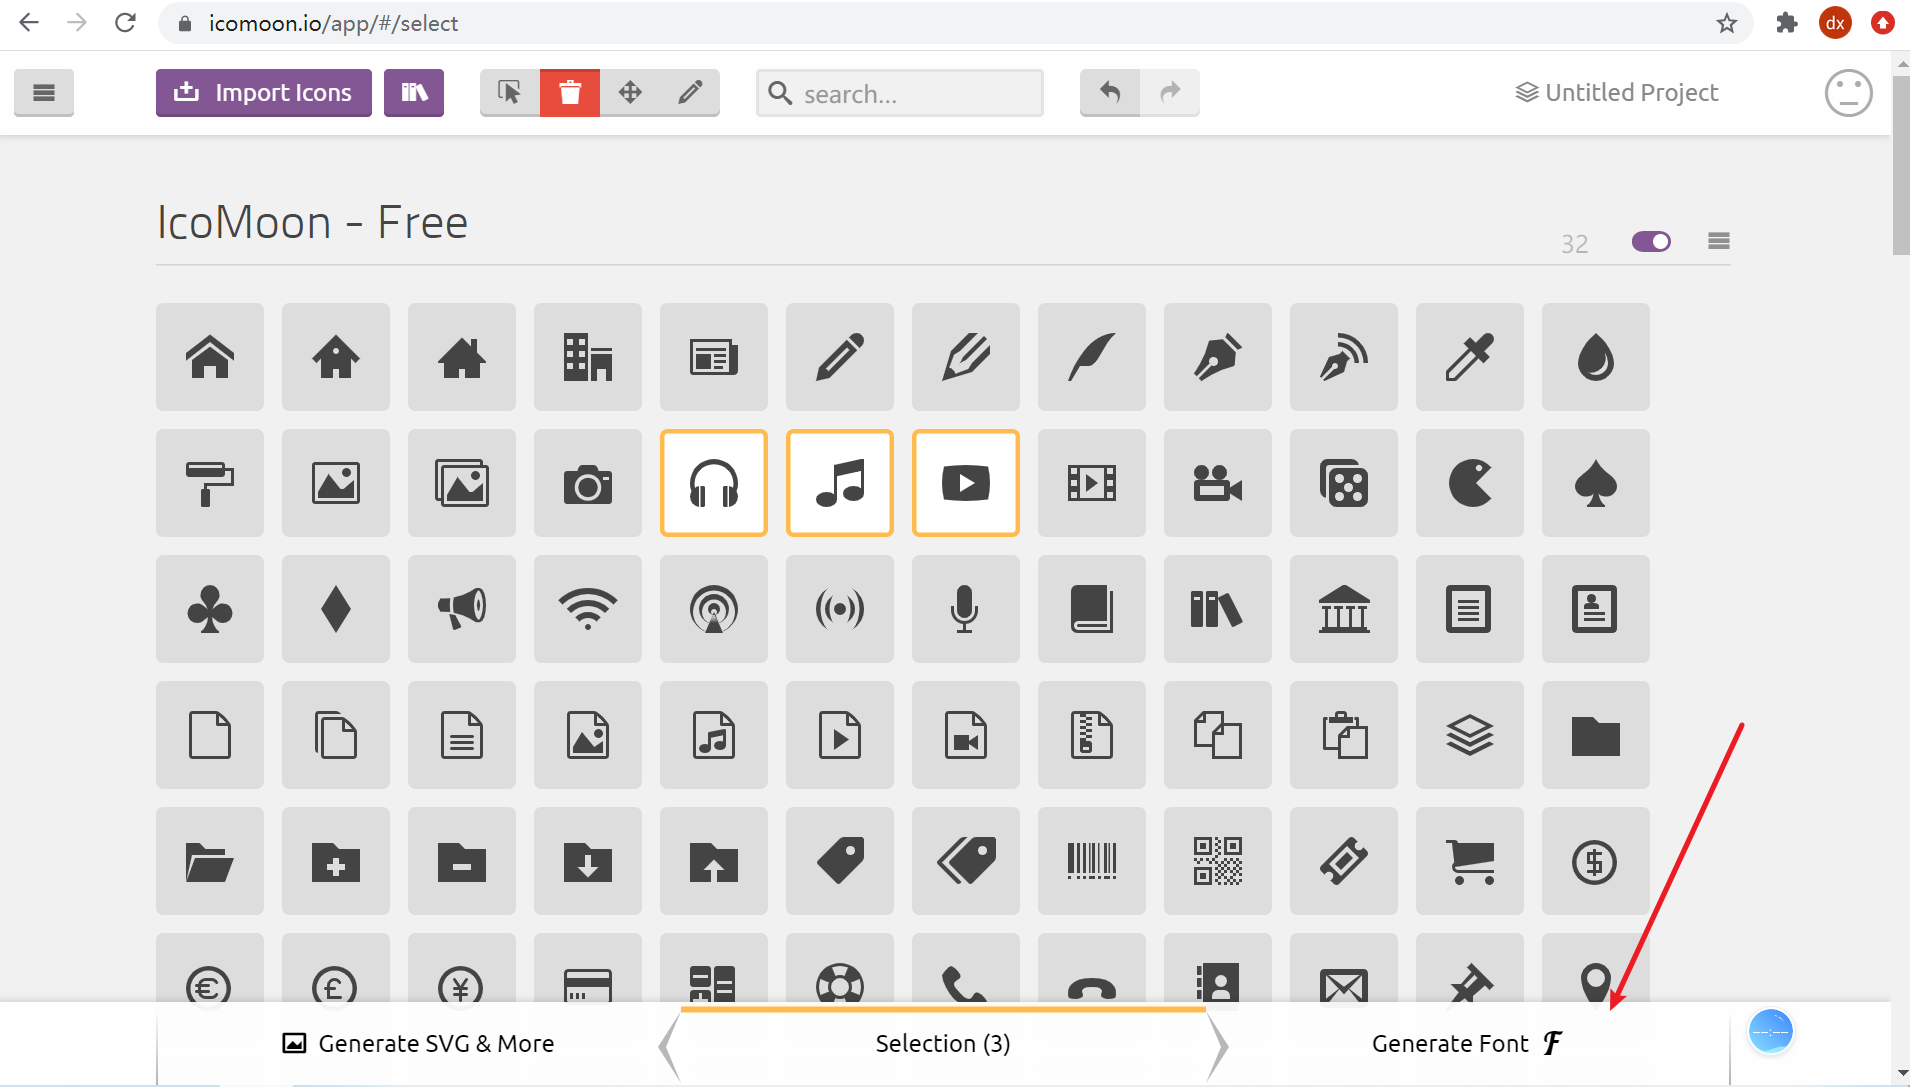 icomoon.io/app/#/select
dx
Import Icons
search...
Untitled Project
IcoMoon - Free
32
Generate SVG & More
Selection (3)
Generate Font